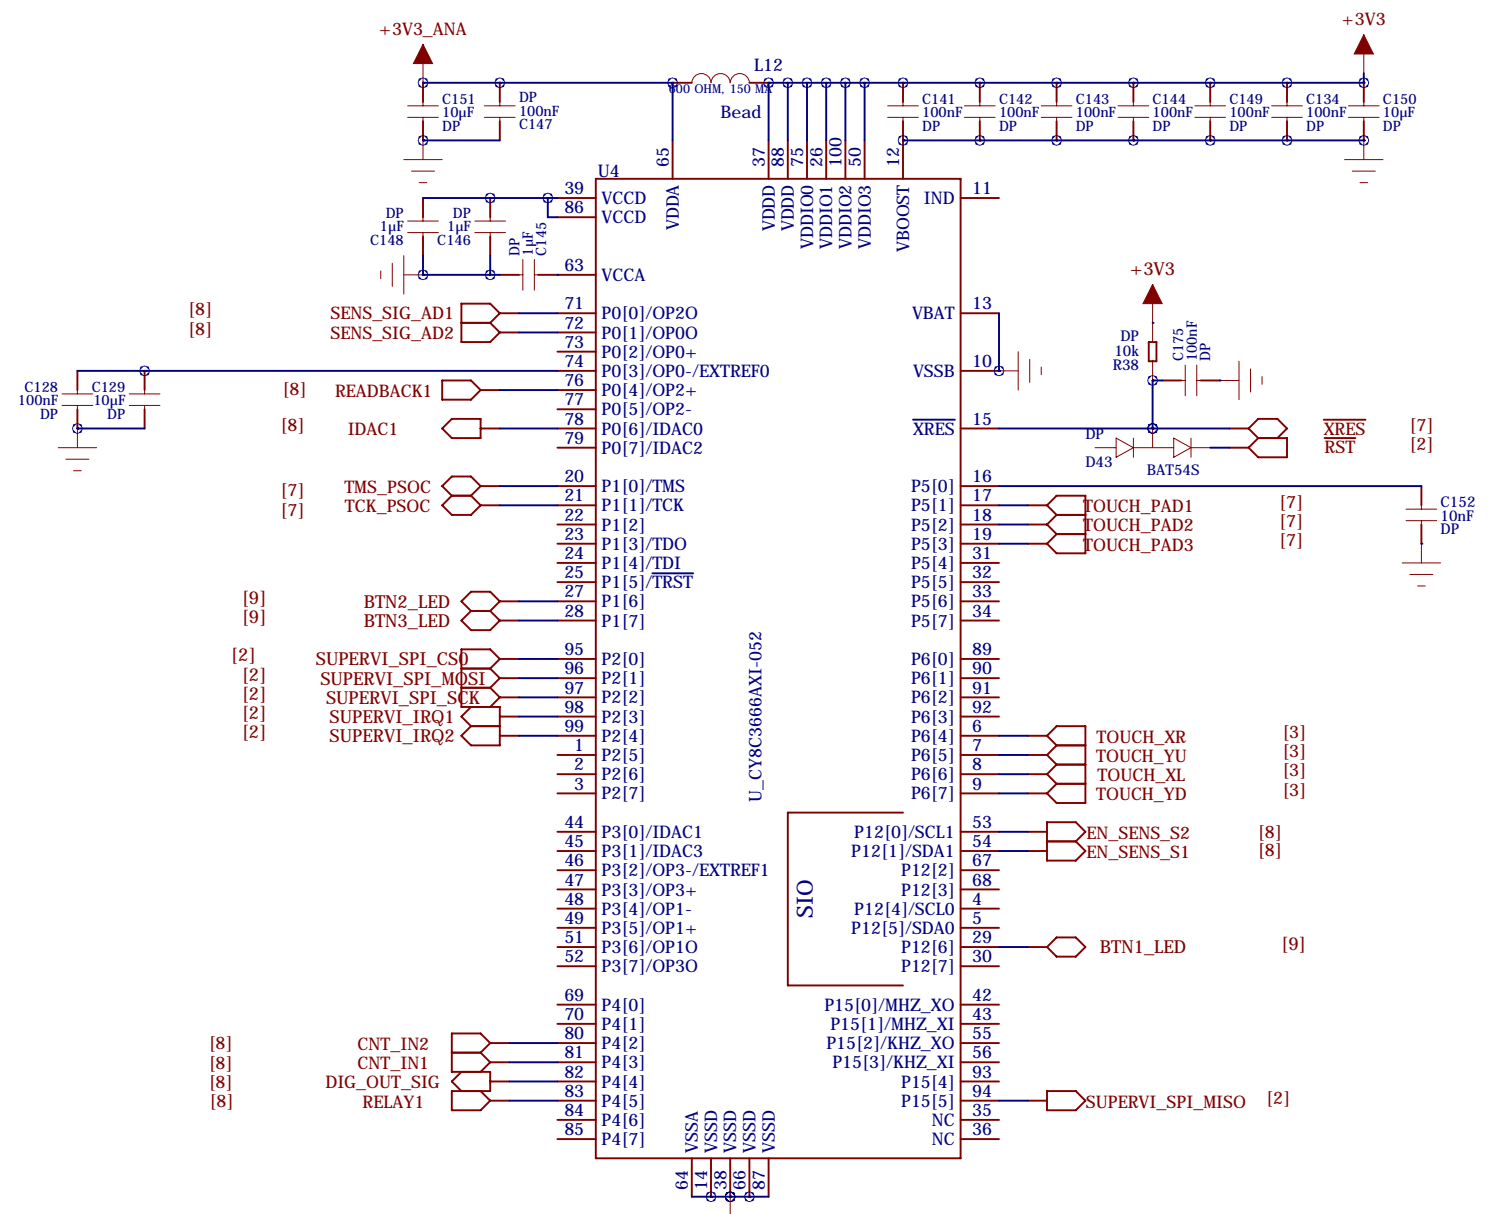 +3V3_ANA
+3V3
L12
600 OHM, 150 MA
Bead
C151
10µF
DP
DP
100nF
C147
C141
100nF
DP
C142
100nF
DP
C143
100nF
DP
C144
100nF
DP
C149
100nF
DP
C134
100nF
DP
C150
10µF
DP
65
37
88
75
26
100
50
12
U4
VDDA
VDDD
VDDD
VDDIO0
VDDIO1
VDDIO2
VDDIO3
VBOOST
39 VCCD
86 VCCD
DP
1µF
C148
DP
1µF
C146
DP
1µF
C145
63 VCCA
IND 11
VBAT 13
VSSB 10
XRES 15
+3V3
DP
10k
R38
C175
100nF
DP
XRES [7]
RST [2]
DP
D43
BAT54S
[8] SENS_SIG_AD1 71 P0[0]/OP2O
[8] SENS_SIG_AD2 72 P0[1]/OP0O
73 P0[2]/OP0+
74 P0[3]/OP0-/EXTREF0
[8] READBACK1 76 P0[4]/OP2+
77 P0[5]/OP2-
[8] IDAC1 78 P0[6]/IDAC0
79 P0[7]/IDAC2
C128
100nF
DP
C129
10µF
DP
[7] TMS_PSOC 20 P1[0]/TMS
[7] TCK_PSOC 21 P1[1]/TCK
22 P1[2]
23 P1[3]/TDO
24 P1[4]/TDI
25 P1[5]/TRST
[9] BTN2_LED 27 P1[6]
[9] BTN3_LED 28 P1[7]
P5[0] 16
P5[1] 17 TOUCH_PAD1 [7]
P5[2] 18 TOUCH_PAD2 [7]
P5[3] 19 TOUCH_PAD3 [7]
P5[4] 31
P5[5] 32
P5[6] 33
P5[7] 34
C152
10nF
DP
U_CY8C3666AXI-052
[2] SUPERVI_SPI_CS0 95 P2[0]
[2] SUPERVI_SPI_MOSI 96 P2[1]
[2] SUPERVI_SPI_SCK 97 P2[2]
[2] SUPERVI_IRQ1 98 P2[3]
[2] SUPERVI_IRQ2 99 P2[4]
1 P2[5]
2 P2[6]
3 P2[7]
P6[0] 89
P6[1] 90
P6[2] 91
P6[3] 92
P6[4] 6 TOUCH_XR [3]
P6[5] 7 TOUCH_YU [3]
P6[6] 8 TOUCH_XL [3]
P6[7] 9 TOUCH_YD [3]
44 P3[0]/IDAC1
45 P3[1]/IDAC3
46 P3[2]/OP3-/EXTREF1
47 P3[3]/OP3+
48 P3[4]/OP1-
49 P3[5]/OP1+
51 P3[6]/OP1O
52 P3[7]/OP3O
SIO
P12[0]/SCL1 53 EN_SENS_S2 [8]
P12[1]/SDA1 54 EN_SENS_S1 [8]
P12[2] 67
P12[3] 68
P12[4]/SCL0 4
P12[5]/SDA0 5
P12[6] 29 BTN1_LED [9]
P12[7] 30
69 P4[0]
70 P4[1]
[8] CNT_IN2 80 P4[2]
[8] CNT_IN1 81 P4[3]
[8] DIG_OUT_SIG 82 P4[4]
[8] RELAY1 83 P4[5]
84 P4[6]
85 P4[7]
P15[0]/MHZ_XO 42
P15[1]/MHZ_XI 43
P15[2]/KHZ_XO 55
P15[3]/KHZ_XI 56
P15[4] 93
P15[5] 94 SUPERVI_SPI_MISO [2]
NC 35
NC 36
VSSA
VSSD
VSSD
VSSD
VSSD
64
14
38
66
87